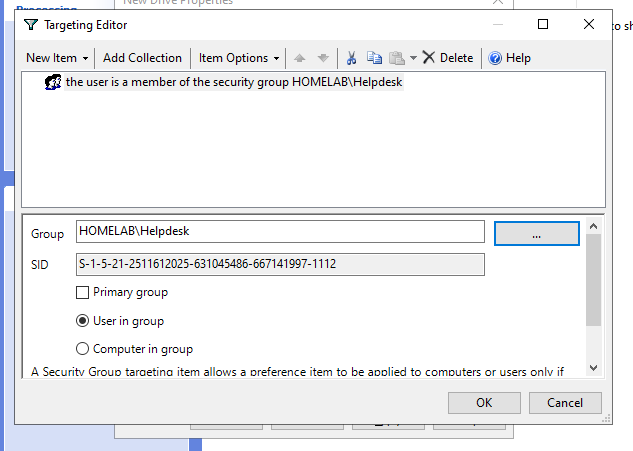 Processing
New Drive Properties
Targeting Editor
to sh
New Item Add Collection Item Options Delete Help
the user is a member of the security group HOMELAB\Helpdesk
Group HOMELAB\Helpdesk ...
SID S-1-5-21-2511612025-631045486-667141997-1112
Primary group
User in group
Computer in group
A Security Group targeting item allows a preference item to be applied to computers or users only if
OK Cancel